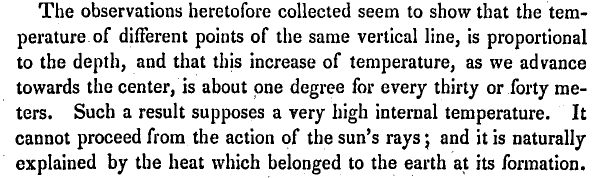 The observations heretofore collected seem to show that the tem-
perature of different points of the same vertical line, is proportional
to the depth, and that this increase of temperature, as we advance
towards the center, is about one degree for every thirty or forty me-
ters. Such a result supposes a very high internal temperature. It
cannot proceed from the action of the sun's rays; and it is naturally
explained by the heat which belonged to the earth at its formation.